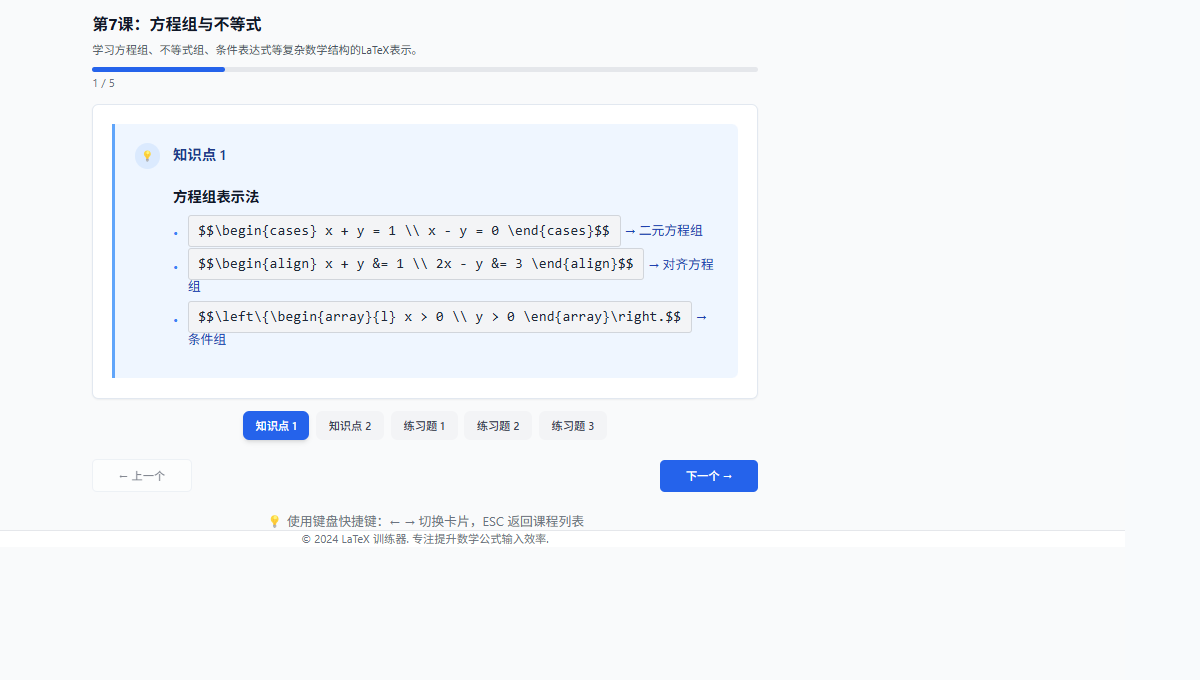 第7课：方程组与不等式
学习方程组、不等式组、条件表达式等复杂数学结构的LaTeX表示。
1 / 5
💡 知识点 1
方程组表示法
• $$\begin{cases} x + y = 1 \\ x - y = 0 \end{cases}$$ → 二元方程组
• $$\begin{align} x + y &= 1 \\ 2x - y &= 3 \end{align}$$ → 对齐方程
组
• $$\left\{\begin{array}{l} x > 0 \\ y > 0 \end{array}\right.$$ →
条件组
知识点 1 知识点 2 练习题 1 练习题 2 练习题 3
← 上一个 下一个 →
💡 使用键盘快捷键：← → 切换卡片，ESC 返回课程列表
© 2024 LaTeX 训练器. 专注提升数学公式输入效率.